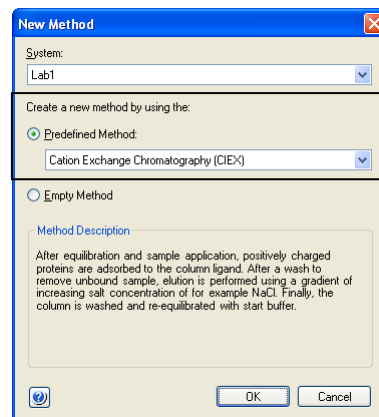 New Method
System:
Lab1
Create a new method by using the:
Predefined Method:
Cation Exchange Chromatography (CIEX)
Empty Method
Method Description
After equilibration and sample application, positively charged
proteins are adsorbed to the column ligand. After a wash to
remove unbound sample, elution is performed using a gradient of
increasing salt concentration of for example NaCl. Finally, the
column is washed and re-equilibrated with start buffer.
?
OK
Cancel